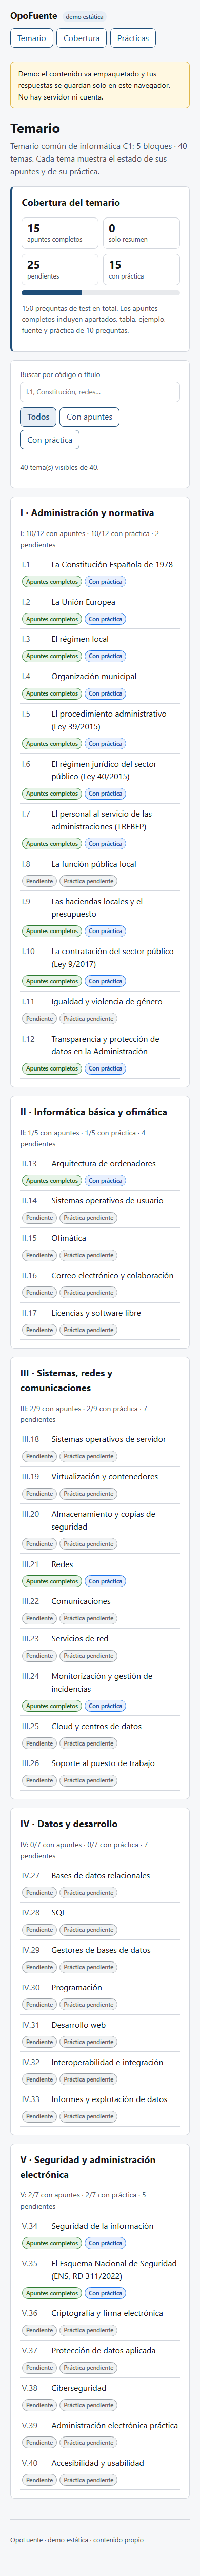 OpoFuente demo estática
Temario Cobertura Prácticas
Demo: el contenido va empaquetado y tus
respuestas se guardan solo en este navegador.
No hay servidor ni cuenta.
Temario
Temario común de informática C1: 5 bloques · 40
temas. Cada tema muestra el estado de sus
apuntes y de su práctica.
Cobertura del temario
15 0
apuntes completos solo resumen
25 15
pendientes con práctica
150 preguntas de test en total. Los apuntes
completos incluyen apartados, tabla, ejemplo,
fuente y práctica de 10 preguntas.
Buscar por código o título
I.1, Constitución, redes...
Todos Con apuntes
Con práctica
40 tema(s) visibles de 40.
I · Administración y normativa
I: 10/12 con apuntes · 10/12 con práctica · 2
pendientes
I.1 La Constitución Española de 1978
Apuntes completos Con práctica
I.2 La Unión Europea
Apuntes completos Con práctica
I.3 El régimen local
Apuntes completos Con práctica
I.4 Organización municipal
Apuntes completos Con práctica
I.5 El procedimiento administrativo
(Ley 39/2015)
Apuntes completos Con práctica
I.6 El régimen jurídico del sector
público (Ley 40/2015)
Apuntes completos Con práctica
I.7 El personal al servicio de las
administraciones (TREBEP)
Apuntes completos Con práctica
I.8 La función pública local
Pendiente Práctica pendiente
I.9 Las haciendas locales y el
presupuesto
Apuntes completos Con práctica
I.10 La contratación del sector público
(Ley 9/2017)
Apuntes completos Con práctica
I.11 Igualdad y violencia de género
Pendiente Práctica pendiente
I.12 Transparencia y protección de
datos en la Administración
Apuntes completos Con práctica
II · Informática básica y ofimática
II: 1/5 con apuntes · 1/5 con práctica · 4
pendientes
II.13 Arquitectura de ordenadores
Apuntes completos Con práctica
II.14 Sistemas operativos de usuario
Pendiente Práctica pendiente
II.15 Ofimática
Pendiente Práctica pendiente
II.16 Correo electrónico y colaboración
Pendiente Práctica pendiente
II.17 Licencias y software libre
Pendiente Práctica pendiente
III · Sistemas, redes y
comunicaciones
III: 2/9 con apuntes · 2/9 con práctica · 7
pendientes
III.18 Sistemas operativos de servidor
Pendiente Práctica pendiente
III.19 Virtualización y contenedores
Pendiente Práctica pendiente
III.20 Almacenamiento y copias de
seguridad
Pendiente Práctica pendiente
III.21 Redes
Apuntes completos Con práctica
III.22 Comunicaciones
Pendiente Práctica pendiente
III.23 Servicios de red
Pendiente Práctica pendiente
III.24 Monitorización y gestión de
incidencias
Apuntes completos Con práctica
III.25 Cloud y centros de datos
Pendiente Práctica pendiente
III.26 Soporte al puesto de trabajo
Pendiente Práctica pendiente
IV · Datos y desarrollo
IV: 0/7 con apuntes · 0/7 con práctica · 7
pendientes
IV.27 Bases de datos relacionales
Pendiente Práctica pendiente
IV.28 SQL
Pendiente Práctica pendiente
IV.29 Gestores de bases de datos
Pendiente Práctica pendiente
IV.30 Programación
Pendiente Práctica pendiente
IV.31 Desarrollo web
Pendiente Práctica pendiente
IV.32 Interoperabilidad e integración
Pendiente Práctica pendiente
IV.33 Informes y explotación de datos
Pendiente Práctica pendiente
V · Seguridad y administración
electrónica
V: 2/7 con apuntes · 2/7 con práctica · 5
pendientes
V.34 Seguridad de la información
Apuntes completos Con práctica
V.35 El Esquema Nacional de Seguridad
(ENS, RD 311/2022)
Apuntes completos Con práctica
V.36 Criptografía y firma electrónica
Pendiente Práctica pendiente
V.37 Protección de datos aplicada
Pendiente Práctica pendiente
V.38 Ciberseguridad
Pendiente Práctica pendiente
V.39 Administración electrónica práctica
Pendiente Práctica pendiente
V.40 Accesibilidad y usabilidad
Pendiente Práctica pendiente
OpoFuente · demo estática · contenido propio